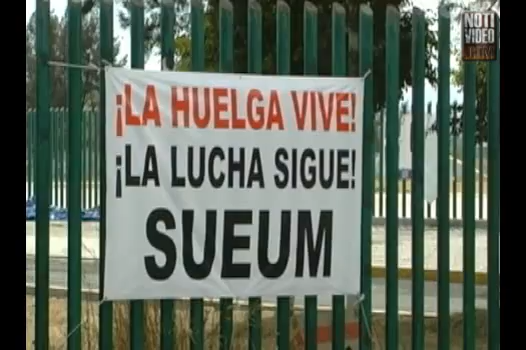 NOTI
VIDEO
¡LA HUELGA VIVE!
¡LA LUCHA SIGUE!
SUEUM